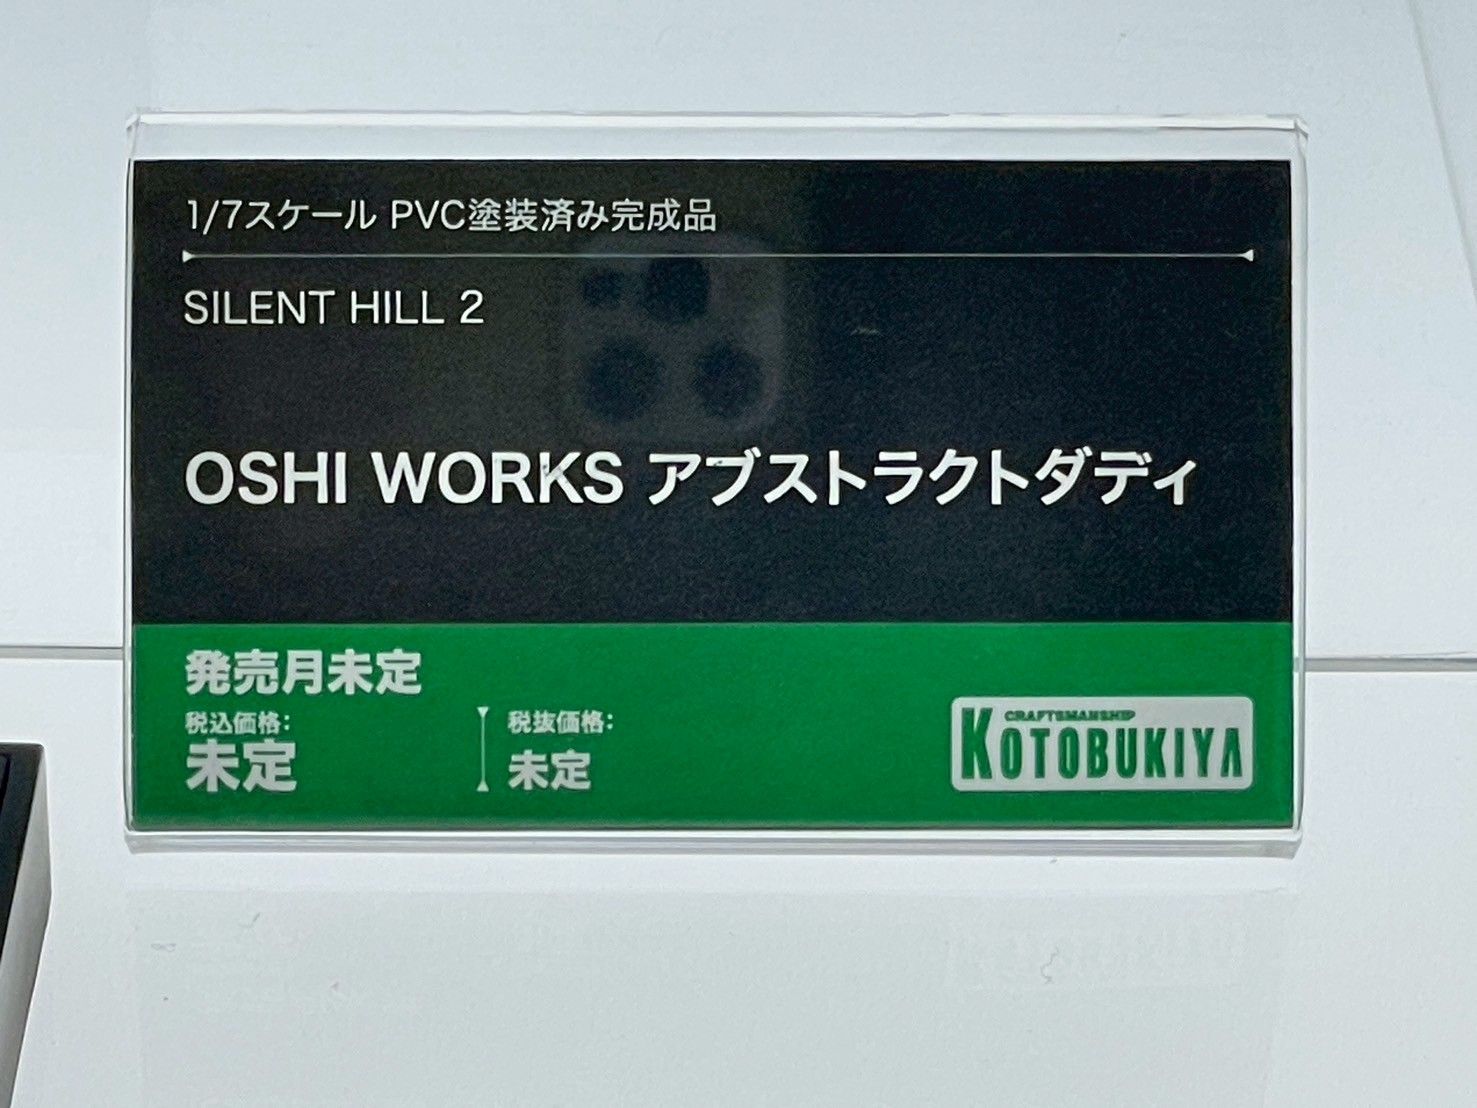 1/7スケール PVC塗装済み完成品
SILENT HILL 2
OSHI WORKS アブストラクトダディ
発売月未定
税込価格:
未定
税抜価格:
未定
CRAFTSMANSHIP
KOTOBUKIYA